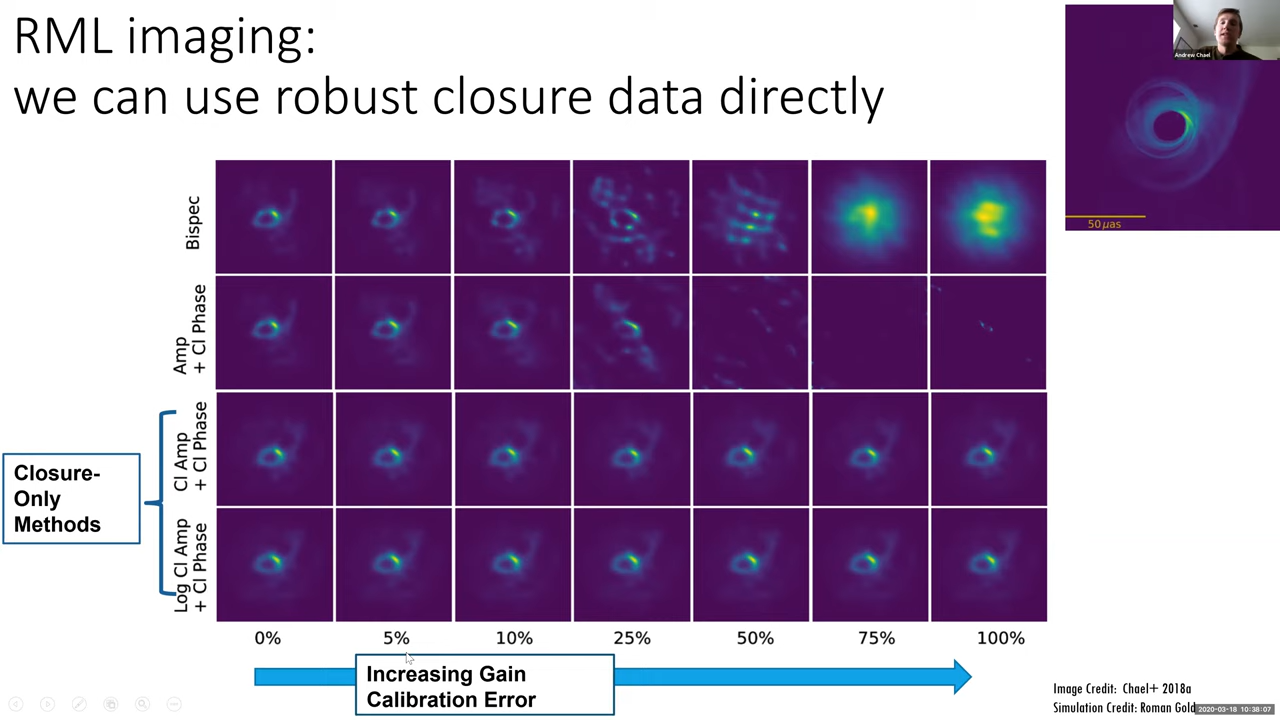 RML imaging:
we can use robust closure data directly
Andrew Chael
50 μas
Bispec
Amp
+ Cl Phase
Cl Amp
+ Cl Phase
Log Cl Amp
+ Cl Phase
Closure-
Only
Methods
0% 5% 10% 25% 50% 75% 100%
Increasing Gain
Calibration Error
Image Credit: Chael+ 2018a
Simulation Credit: Roman Gold
2020-03-18 10:38:07